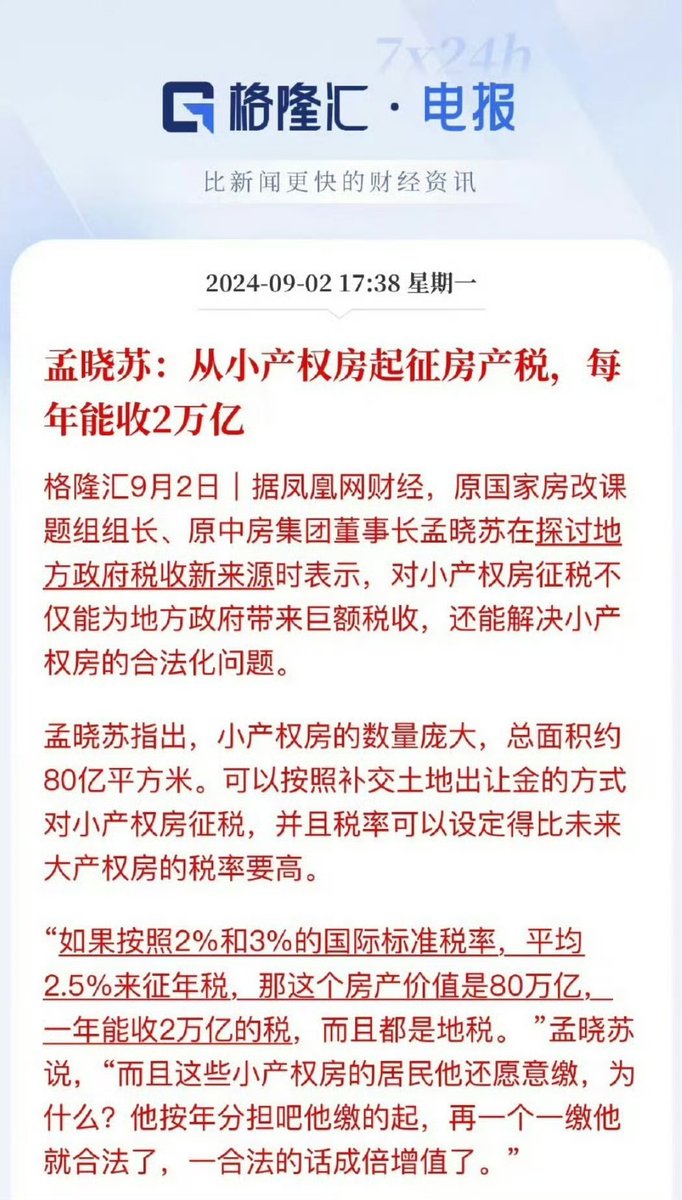 7x24h
格隆汇·电报
比新闻更快的财经资讯
2024-09-02 17:38 星期一
孟晓苏：从小产权房起征房产税，每
年能收2万亿
格隆汇9月2日｜据凤凰网财经，原国家房改课
题组组长、原中房集团董事长孟晓苏在探讨地
方政府税收新来源时表示，对小产权房征税不
仅能为地方政府带来巨额税收，还能解决小产
权房的合法化问题。
孟晓苏指出，小产权房的数量庞大，总面积约
80亿平方米。可以按照补交土地出让金的方式
对小产权房征税，并且税率可以设定得比未来
大产权房的税率要高。
“如果按照2%和3%的国际标准税率，平均
2.5%来征年税，那这个房产价值是80万亿，
一年能收2万亿的税，而且都是地税。”孟晓苏
说，“而且这些小产权房的居民他还愿意缴，为
什么？他按年分担吧他缴的起，再一个一缴他
就合法了，一合法的话成倍增值了。”